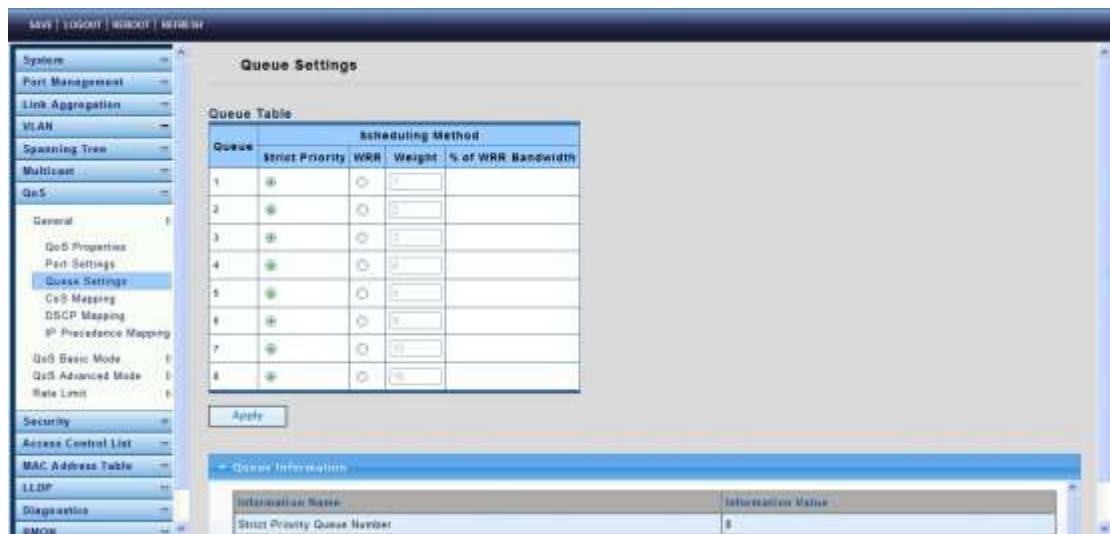 SAVE | LOGOUT | REBOOT | REFRESH
System
Port Management
Link Aggregation
VLAN
Spanning Tree
Multicast
QoS
General
QoS Properties
Port Settings
Queue Settings
CoS Mapping
DSCP Mapping
IP Precedence Mapping
QoS Basic Mode
QoS Advanced Mode
Rate Limit
Security
Access Control List
MAC Address Table
LLDP
Diagnostics
RMON
Queue Settings
Queue Table
Queue
Scheduling Method
Strict Priority WRR Weight % of WRR Bandwidth
1
2
3
4
5
6
7
8
Apply
Queue Information
Information Name Information Value
Strict Priority Queue Number 8